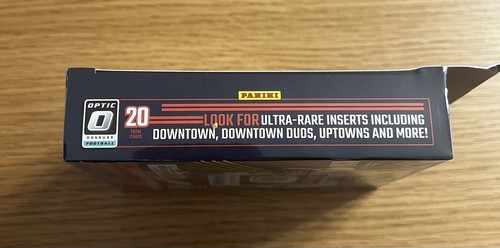 PANINI
OPTIC
DONRUSS
FOOTBALL
20
TOTAL
CARDS
LOOK FOR ULTRA-RARE INSERTS INCLUDING
DOWNTOWN, DOWNTOWN DUOS, UPTOWNS AND MORE!